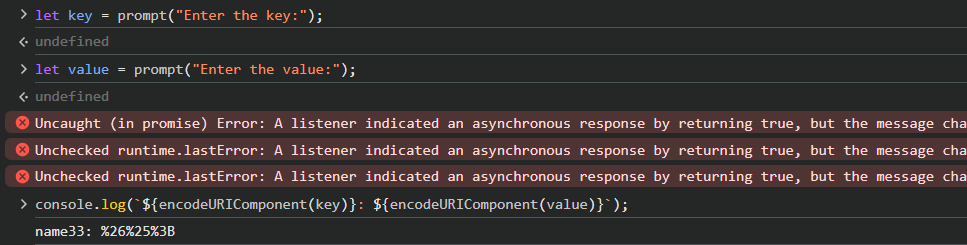 > let key = prompt("Enter the key:");
< undefined
> let value = prompt("Enter the value:");
< undefined
Uncaught (in promise) Error: A listener indicated an asynchronous response by returning true, but the message cha
Unchecked runtime.lastError: A listener indicated an asynchronous response by returning true, but the message cha
Unchecked runtime.lastError: A listener indicated an asynchronous response by returning true, but the message cha
> console.log(`${encodeURIComponent(key)}: ${encodeURIComponent(value)}`);
name33: %26%25%3B